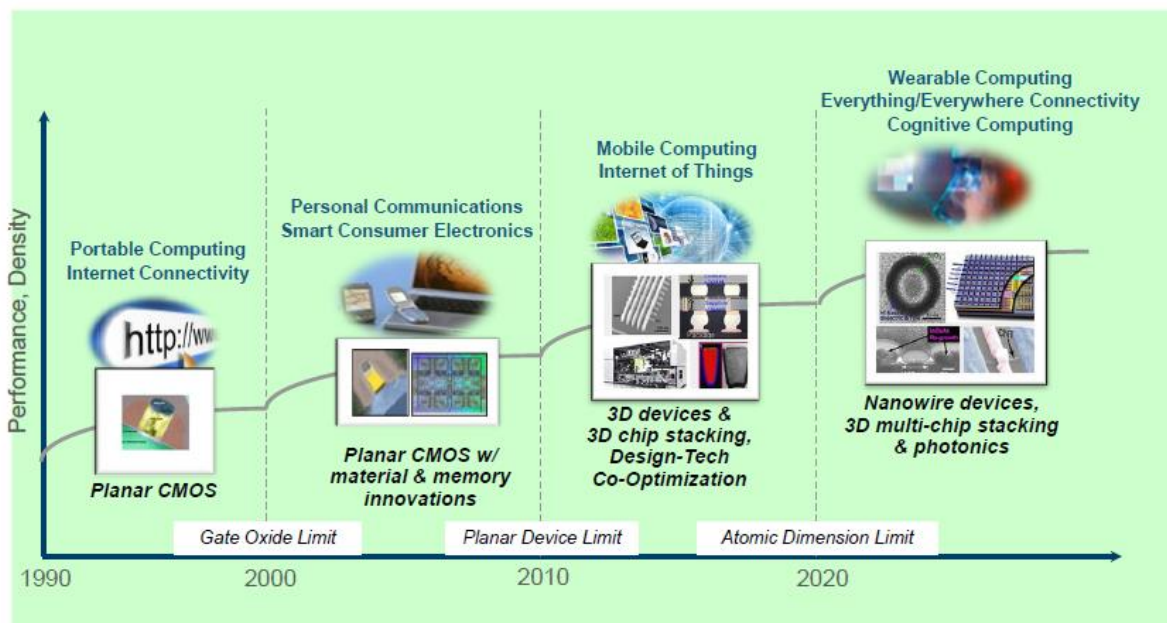 Wearable Computing
Everything/Everywhere Connectivity
Cognitive Computing
Mobile Computing
Internet of Things
Personal Communications
Smart Consumer Electronics
Portable Computing
Internet Connectivity
Performance, Density
http://ww
Planar CMOS
Planar CMOS w/
material & memory
innovations
3D devices &
3D chip stacking,
Design-Tech
Co-Optimization
Nanowire devices,
3D multi-chip stacking
& photonics
Gate Oxide Limit
Planar Device Limit
Atomic Dimension Limit
1990
2000
2010
2020